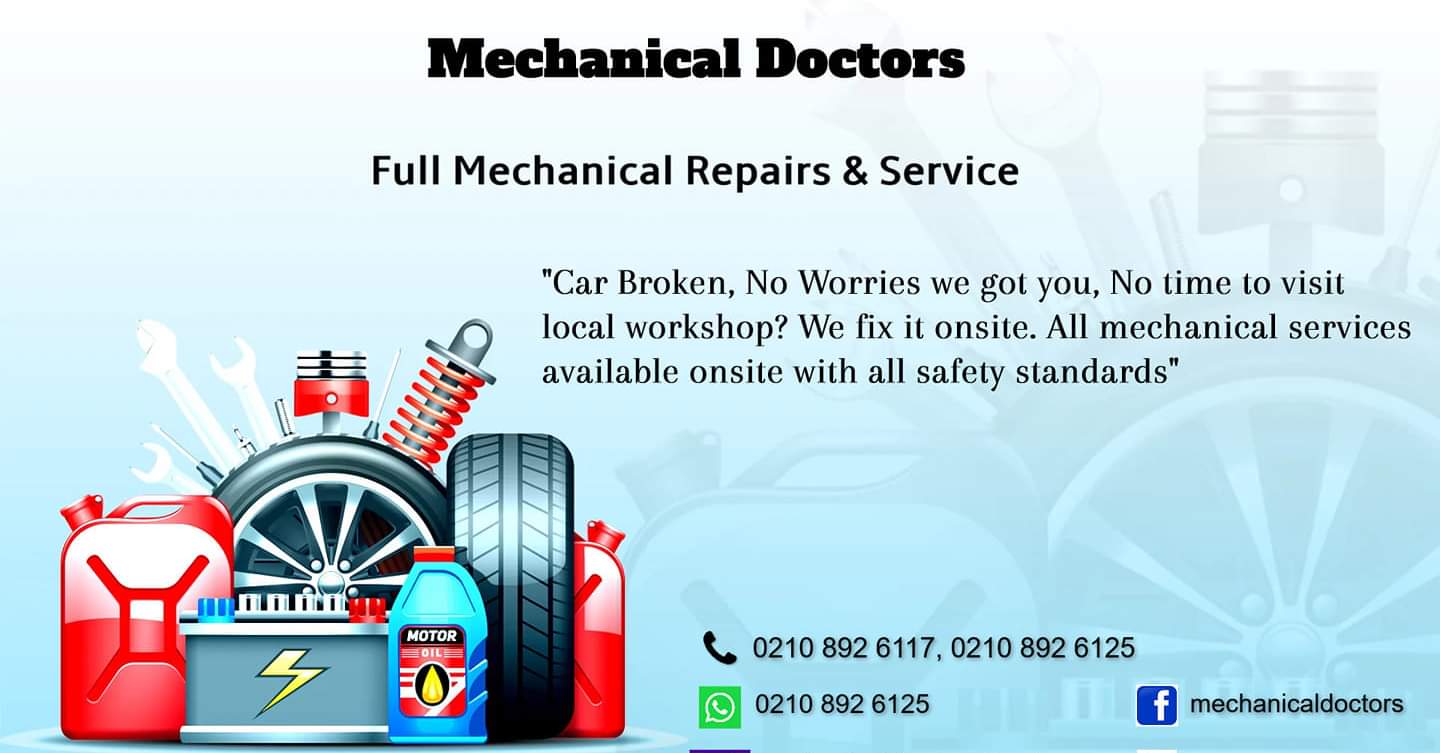 Mechanical Doctors
Full Mechanical Repairs & Service
"Car Broken, No Worries we got you, No time to visit
local workshop? We fix it onsite. All mechanical services
available onsite with all safety standards"
MOTOR
OIL
0210 892 6117, 0210 892 6125
0210 892 6125
f mechanicaldoctors